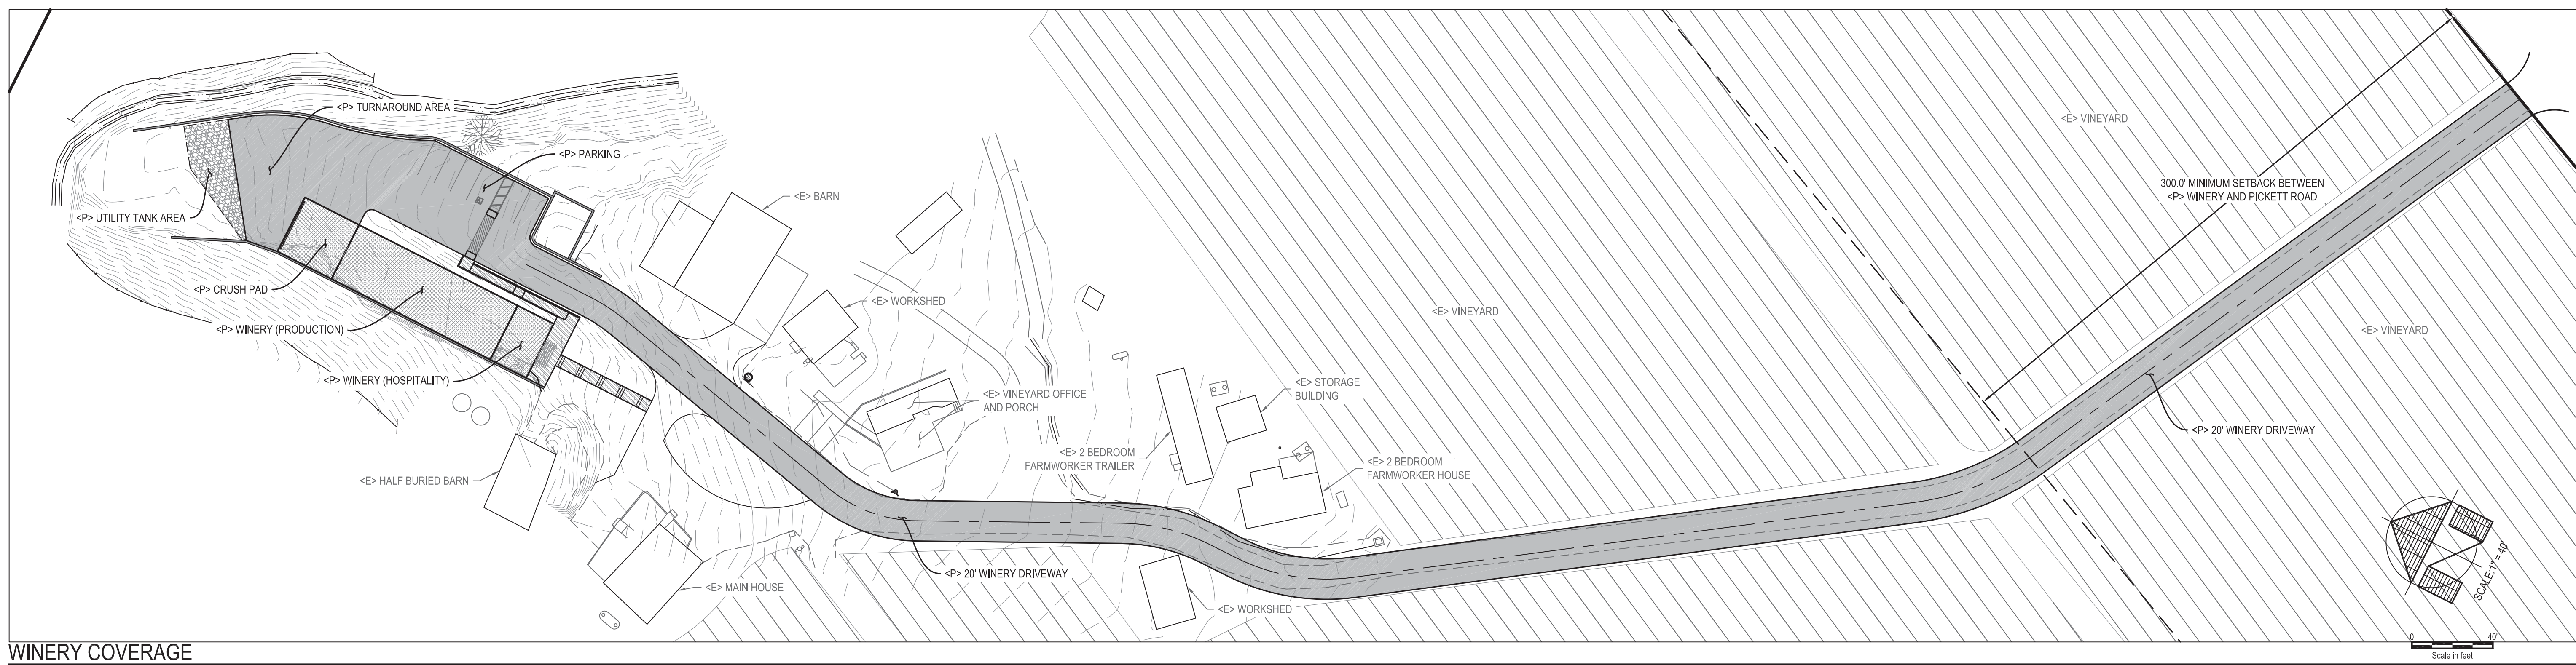 <P> TURNAROUND AREA
<P> PARKING
<P> UTILITY TANK AREA
<E> BARN
<P> CRUSH PAD
<E> WORKSHED
<P> WINERY (PRODUCTION)
<P> WINERY (HOSPITALITY)
<E> VINEYARD OFFICE
AND PORCH
<E> STORAGE
BUILDING
<E> 2 BEDROOM
FARMWORKER TRAILER
<E> 2 BEDROOM
FARMWORKER HOUSE
<E> HALF BURIED BARN
<E> MAIN HOUSE
<P> 20' WINERY DRIVEWAY
<E> WORKSHED
<E> VINEYARD
<E> VINEYARD
300.0' MINIMUM SETBACK BETWEEN
<P> WINERY AND PICKETT ROAD
<E> VINEYARD
<P> 20' WINERY DRIVEWAY
SCALE:1" = 40'
0 40'
Scale in feet
WINERY COVERAGE